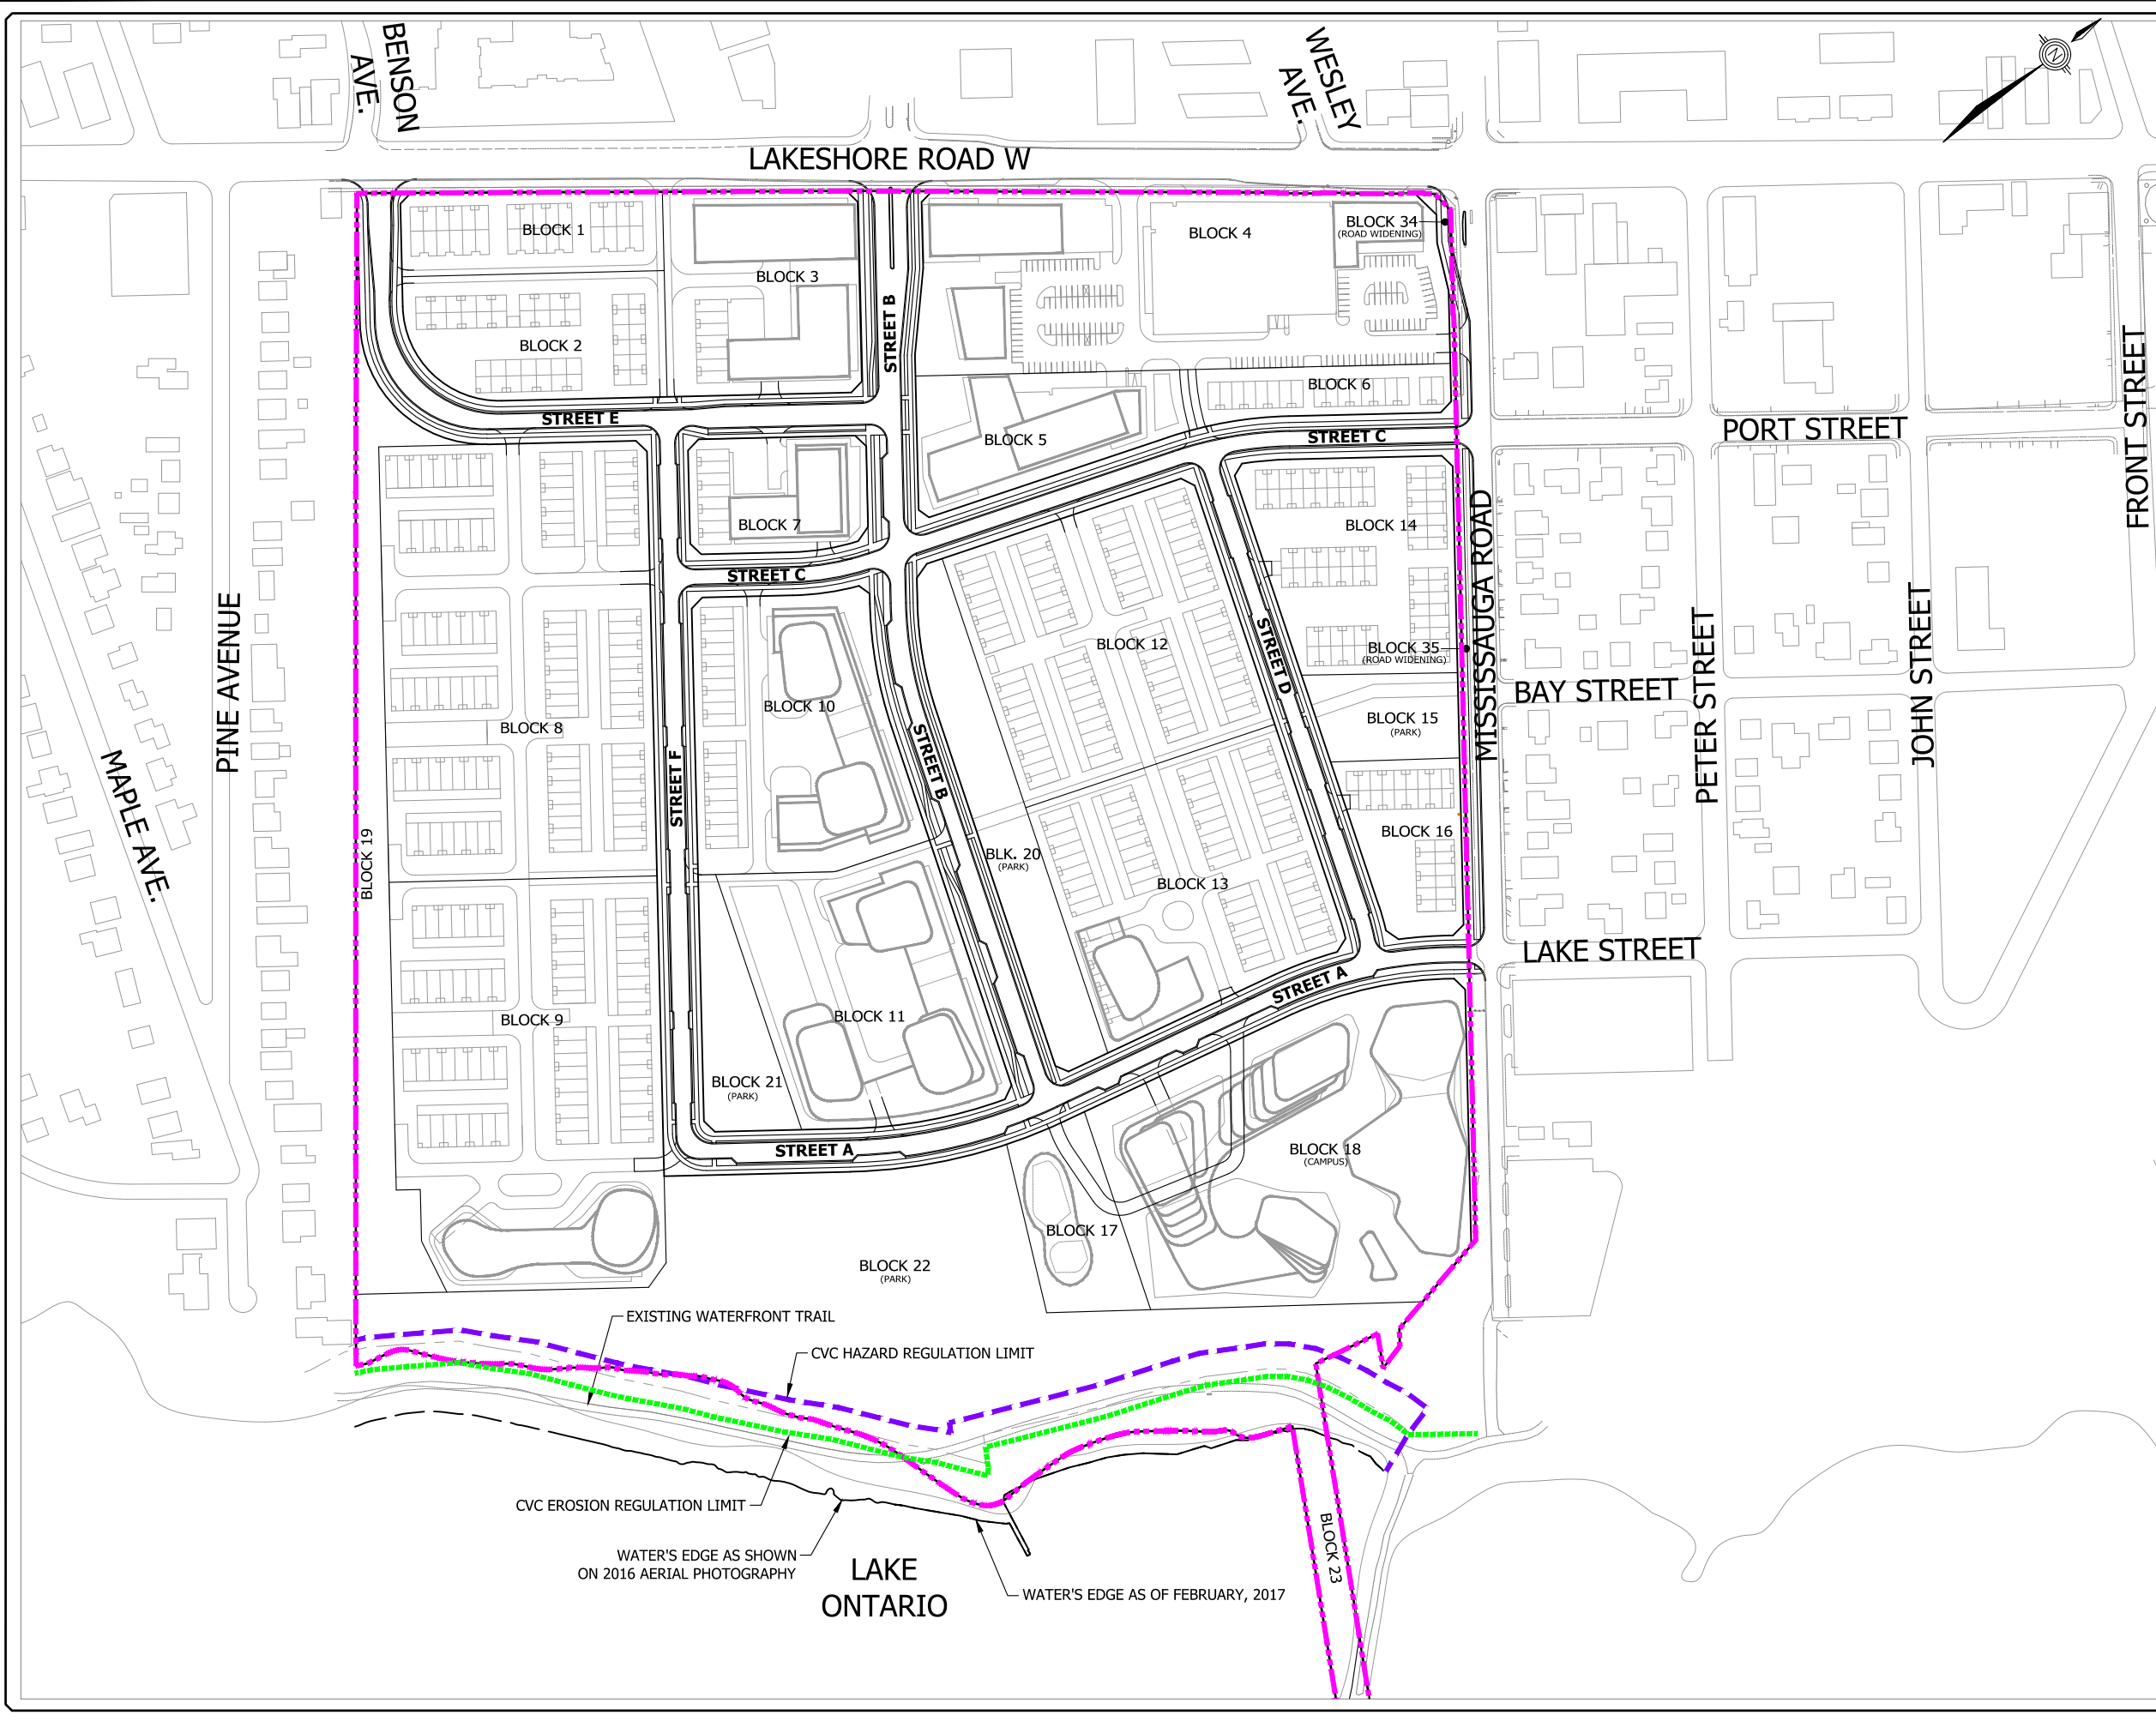 BENSON
AVE.
WESLEY
AVE.
N
LAKESHORE ROAD W
BLOCK 1
BLOCK 2
BLOCK 3
BLOCK 4
BLOCK 34
(ROAD WIDENING)
STREET B
BLOCK 5
BLOCK 6
STREET E
STREET C
PORT STREET
FRONT STREET
BLOCK 7
STREET C
BLOCK 14
MISSISSAUGA ROAD
PINE AVENUE
MAPLE AVE.
BLOCK 8
BLOCK 10
BLOCK 12
STREET D
BLOCK 35
(ROAD WIDENING)
BLOCK 15
(PARK)
BAY STREET
PETER STREET
JOHN STREET
STREET F
STREET B
BLOCK 19
BLK. 20
(PARK)
BLOCK 13
BLOCK 16
LAKE STREET
BLOCK 9
BLOCK 11
STREET A
BLOCK 21
(PARK)
STREET A
BLOCK 18
(CAMPUS)
BLOCK 17
BLOCK 22
(PARK)
EXISTING WATERFRONT TRAIL
CVC HAZARD REGULATION LIMIT
CVC EROSION REGULATION LIMIT
WATER'S EDGE AS SHOWN
ON 2016 AERIAL PHOTOGRAPHY
LAKE
ONTARIO
WATER'S EDGE AS OF FEBRUARY, 2017
BLOCK 23